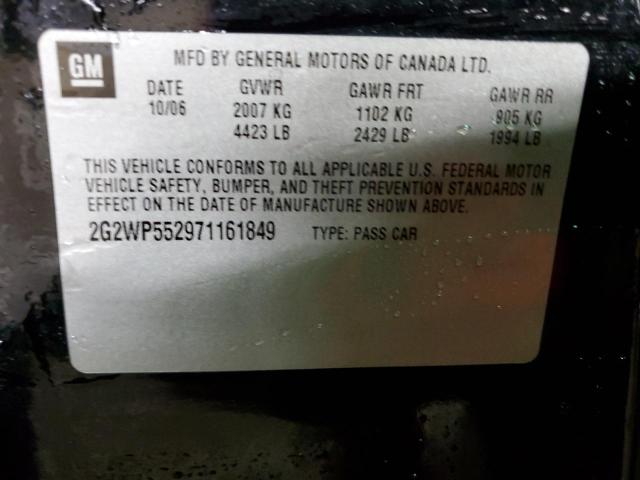 GM
MFD BY GENERAL MOTORS OF CANADA LTD.
DATE GVWR GAWR FRT GAWR RR
10/06 2007 KG 1102 KG 905 KG
4423 LB 2429 LB 1994 LB
THIS VEHICLE CONFORMS TO ALL APPLICABLE U.S. FEDERAL MOTOR
VEHICLE SAFETY, BUMPER, AND THEFT PREVENTION STANDARDS IN
EFFECT ON THE DATE OF MANUFACTURE SHOWN ABOVE.
2G2WP552971161849 TYPE: PASS CAR